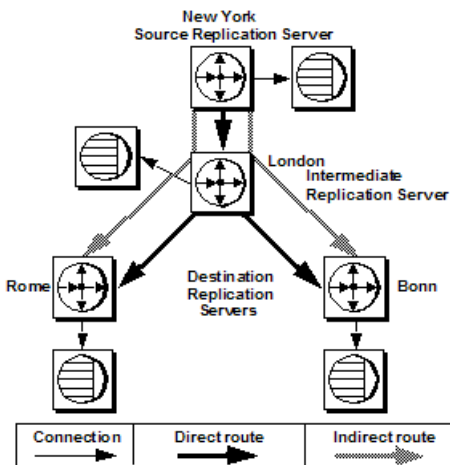 New York
Source Replication Server
London
Intermediate
Replication Server
Rome
Destination
Replication
Servers
Bonn
Connection
Direct route
Indirect route